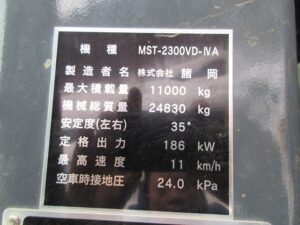 機種 MST-2300VD-ⅣA
製造者名 株式会社 諸岡
最大積載量 11000 kg
機械総質量 24830 kg
安定度(左右) 35°
定格出力 186 kW
最高速度 11 km/h
空車時接地圧 24.0 kPa